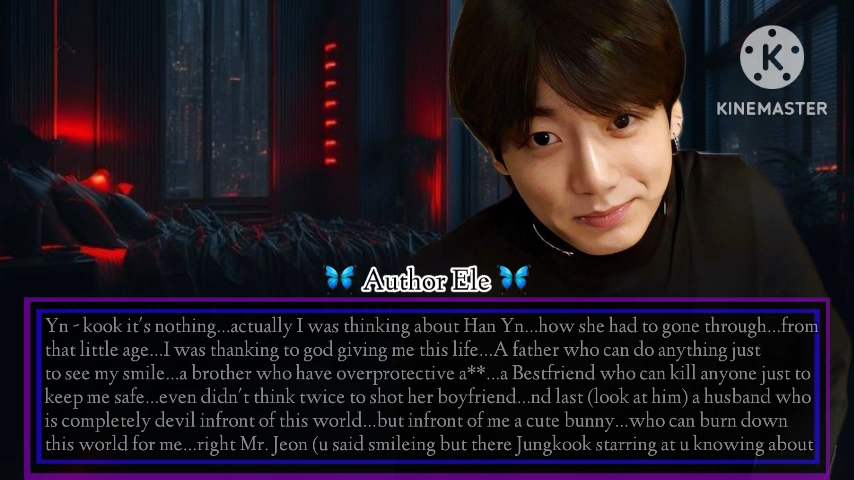 KINEMASTER
🦋 Author Ele 🦋
Yn - kook it's nothing...actually I was thinking about Han Yn...how she had to gone through...from
that little age...I was thanking to god giving me this life...A father who can do anything just
to see my smile...a brother who have overprotective a**...a Bestfriend who can kill anyone just to
keep me safe...even didn't think twice to shot her boyfriend...nd last (look at him) a husband who
is completely devil infront of this world...but infront of me a cute bunny...who can burn down
this world for me...right Mr. Jeon (u said smileing but there Jungkook starring at u knowing about